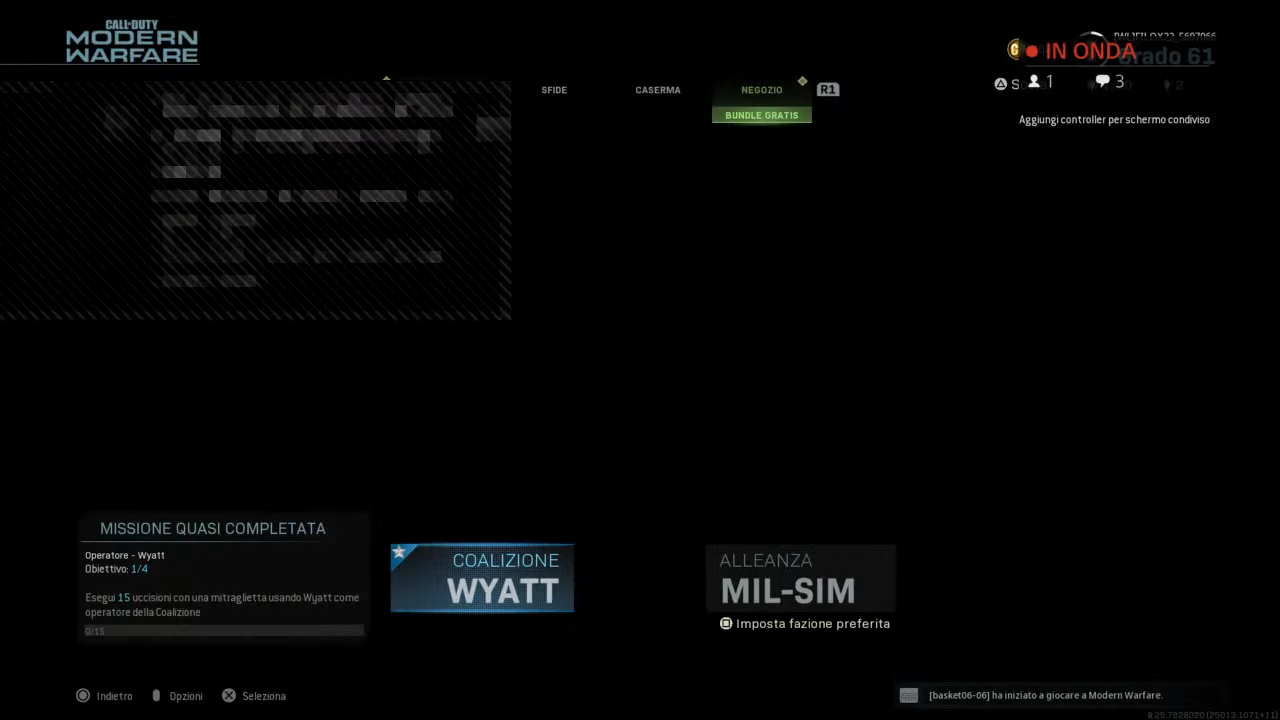 CALL·DUTY
MODERN
WARFARE
IN ONDA
Grado 61
1
3
SFIDE
CASERMA
NEGOZIO
R1
BUNDLE GRATIS
Aggiungi controller per schermo condiviso
MISSIONE QUASI COMPLETATA
Operatore - Wyatt
Obiettivo: 1/4
Esegui 15 uccisioni con una mitraglietta usando Wyatt come
operatore della Coalizione
0/15
COALIZIONE
WYATT
ALLEANZA
MIL-SIM
Imposta fazione preferita
Indietro
Opzioni
Seleziona
[basket06-06] ha iniziato a giocare a Modern Warfare.